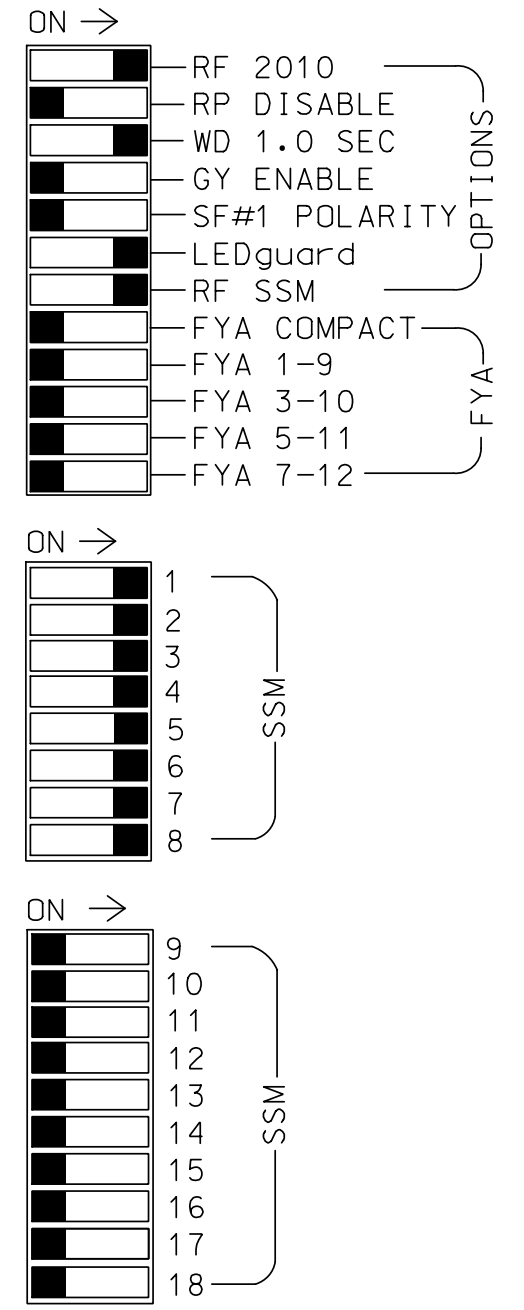 ON →
RF 2010
RP DISABLE
WD 1.0 SEC
GY ENABLE
SF#1 POLARITY
LEDguard
RF SSM
OPTIONS
FYA COMPACT
FYA 1-9
FYA 3-10
FYA 5-11
FYA 7-12
FYA
ON →
1
2
3
4
5
6
7
8
SSM
ON →
9
10
11
12
13
14
15
16
17
18
SSM